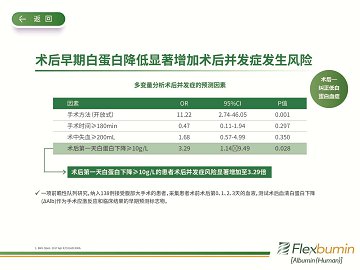 返 回
术后早期白蛋白降低显著增加术后并发症发生风险
术后—
纠正低白
蛋白血症
多变量分析术后并发症的预测因素
因素 OR 95%CI P值
手术方法 (开放式) 11.22 2.74-46.05 0.001
手术时间≥180min 0.47 0.11-1.94 0.297
术中失血≥200mL 1.68 0.57-4.99 0.350
术后第一天白蛋白下降≥10g/L 3.29 1.14-9.49 0.028
术后第一天白蛋白下降≥10g/L的患者术后并发症风险显著增加至3.29倍
✓ 一项前瞻性队列研究, 纳入138例接受腹部大手术的患者, 采集患者术前术后第0, 1, 2, 3天的血液, 测试术后血清白蛋白下降
(ΔAlb)作为手术应激反应和临床结果的早期预测标志物。
Flexbumin
[Albumin (Human)]